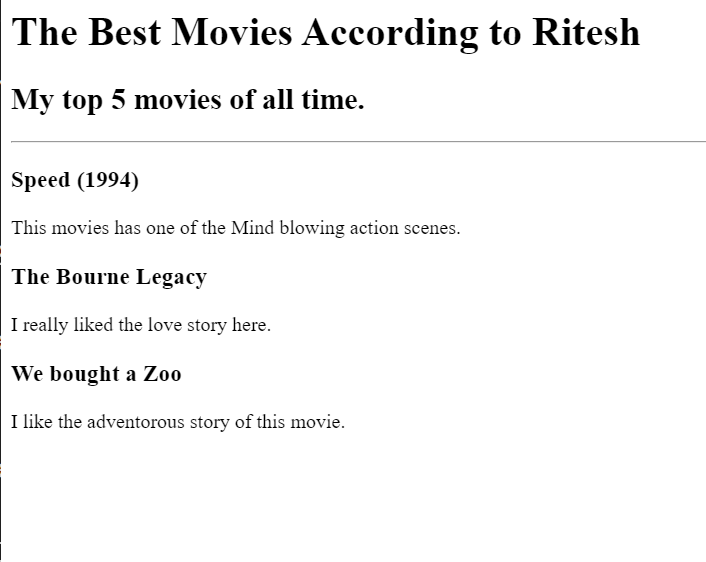 The Best Movies According to Ritesh
My top 5 movies of all time.
Speed (1994)
This movies has one of the Mind blowing action scenes.
The Bourne Legacy
I really liked the love story here.
We bought a Zoo
I like the adventorous story of this movie.